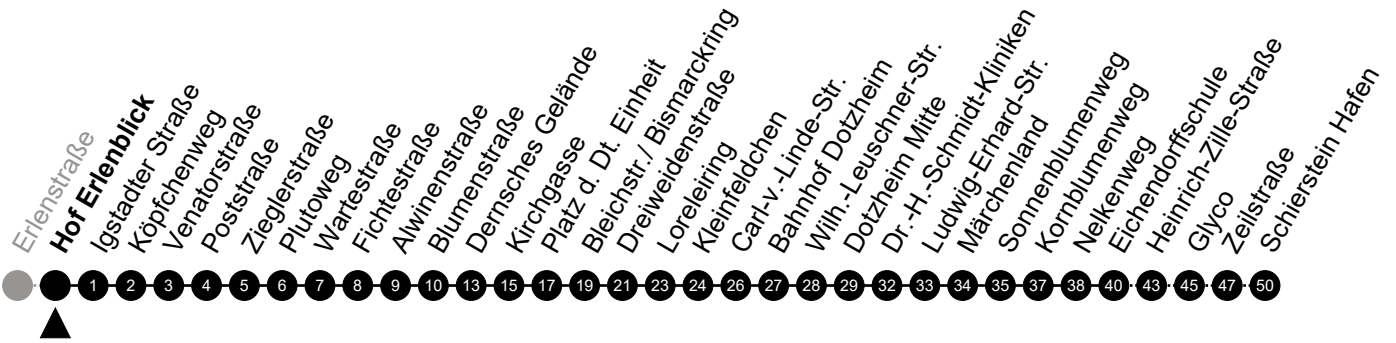 Erlenstraße
Hof Erlenblick
Igstadter Straße
Köpfchenweg
Venatorstraße
Poststraße
Zieglerstraße
Plutoweg
Wartestraße
Fichtestraße
Alwinenstraße
Blumenstraße
Dernsches Gelände
Kirchgasse
Platz d. Dt. Einheit
Bleichstr./ Bismarckring
Dreiweidenstraße
Loreleiring
Kleinfeldchen
Carl-v.-Linde-Str.
Bahnhof Dotzheim
Wilh.-Leuschner-Str.
Dotzheim Mitte
Dr.-H.-Schmidt-Kliniken
Ludwig-Erhard-Str.
Märchenland
Sonnenblumenweg
Kornblumenweg
Nelkenweg
Eichendorffschule
Heinrich-Zille-Straße
Glyco
Zeilstraße
Schierstein Hafen
1 2 3 4 5 6 7 8 9 10 13 15 17 19 21 23 24 26 27 28 29 32 33 34 35 37 38 40 43 45 47 50